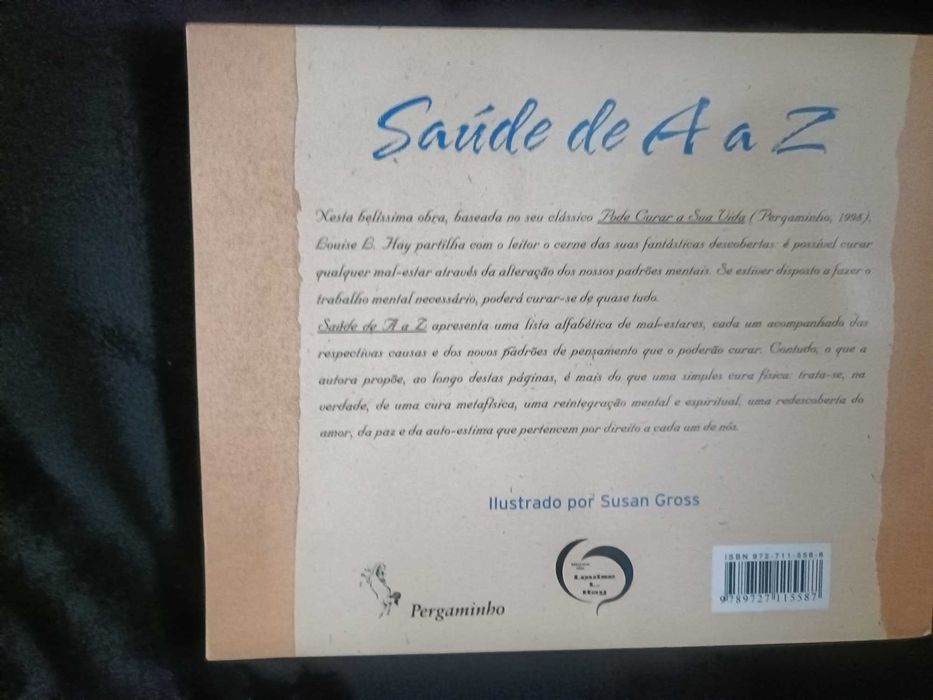 Saúde de A a Z
Nesta belíssima obra, baseada no seu clássico Pode Curar a Sua Vida (Pergaminho, 1998),
Louise L. Hay partilha com o leitor o cerne das suas fantásticas descobertas: é possível curar
qualquer mal-estar através da alteração dos nossos padrões mentais. Se estiver disposto a fazer o
trabalho mental necessário, poderá curar-se de quase tudo.
Saúde de A a Z apresenta uma lista alfabética de mal-estares, cada um acompanhado das
respectivas causas e dos novos padrões de pensamento que o poderão curar. Contudo, o que a
autora propõe, ao longo destas páginas, é mais do que uma simples cura física: trata-se, na
verdade, de uma cura metafísica, uma reintegração mental e espiritual, uma redescoberta do
amor, da paz e da auto-estima que pertencem por direito a cada um de nós.
Ilustrado por Susan Gross
Pergaminho
Louise
L.
Hay
ISBN 972-711-558-8
9 789727 115587